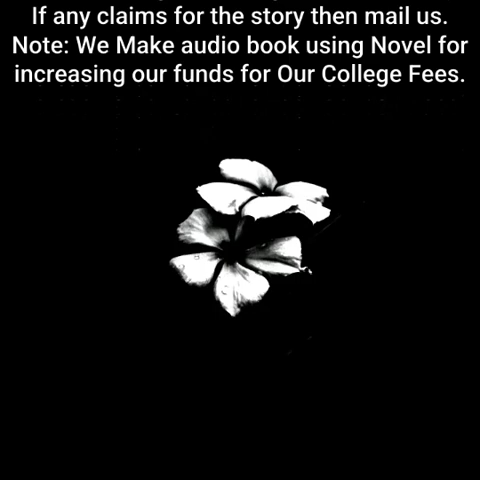 If any claims for the story then mail us.
Note: We Make audio book using Novel for
increasing our funds for Our College Fees.